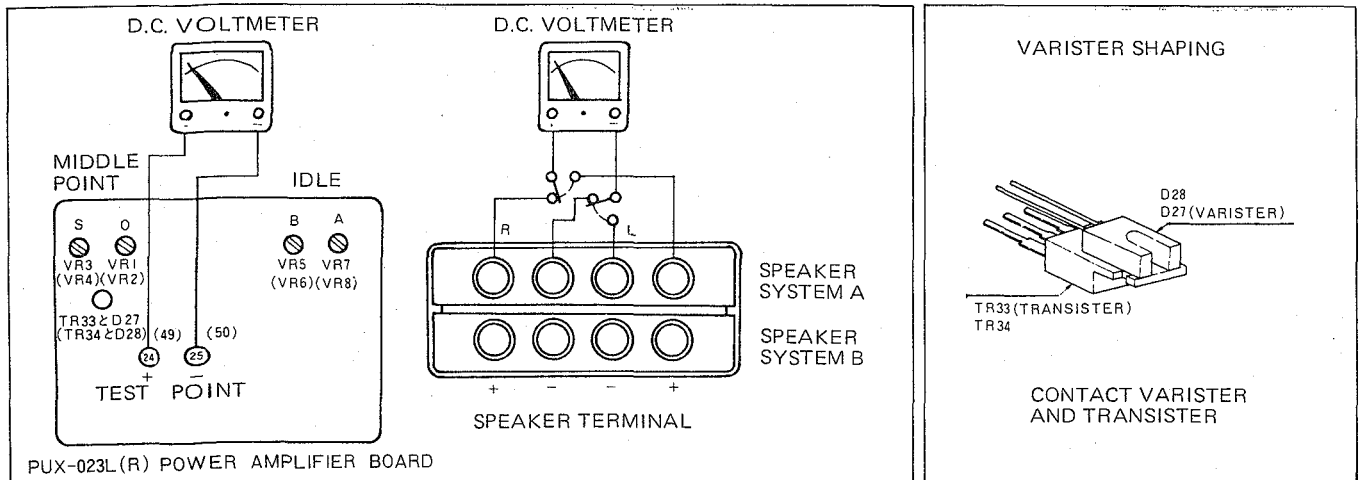 D.C. VOLTMETER
MIDDLE
POINT
IDLE
S O
VR3 VR1
(VR4)(VR2)
B A
VR5 VR7
(VR6)(VR8)
TR33とD27
(TR34とD28)
(49) (50)
24 25
+ −
TEST POINT
PUX-023L(R) POWER AMPLIFIER BOARD
D.C. VOLTMETER
R L
SPEAKER
SYSTEM A
SPEAKER
SYSTEM B
+ − − +
SPEAKER TERMINAL
VARISTER SHAPING
D28
D27(VARISTER)
TR33(TRANSISTER)
TR34
CONTACT VARISTER
AND TRANSISTER